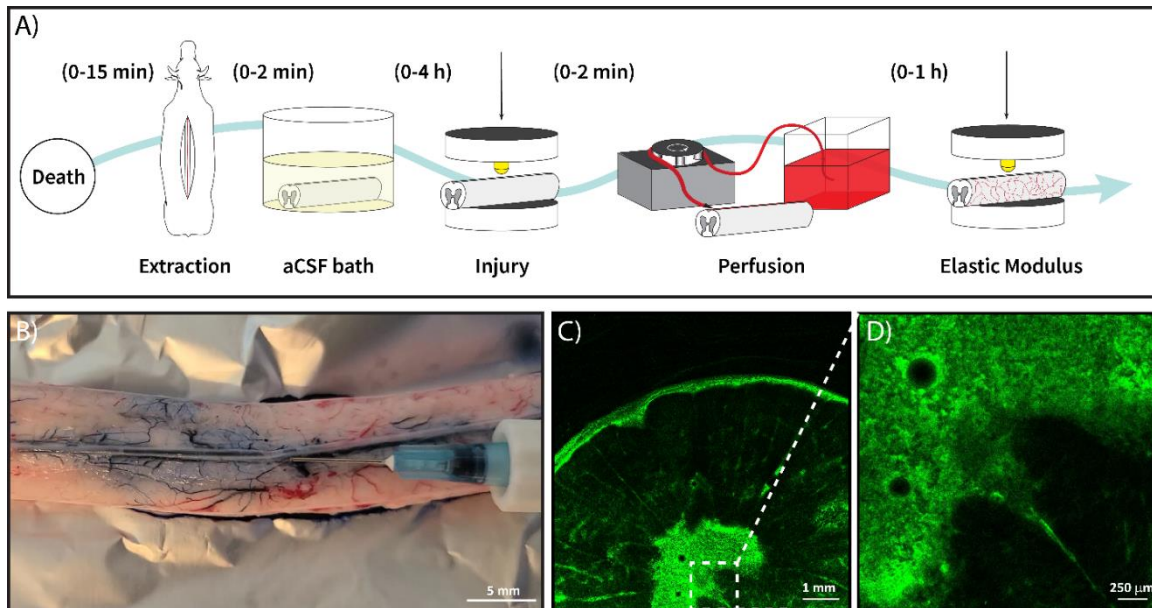 A)
(0-15 min)
(0-2 min)
(0-4 h)
(0-2 min)
(0-1 h)
Death
Extraction
aCSF bath
Injury
Perfusion
Elastic Modulus
B)
5 mm
C)
1 mm
D)
250 µm